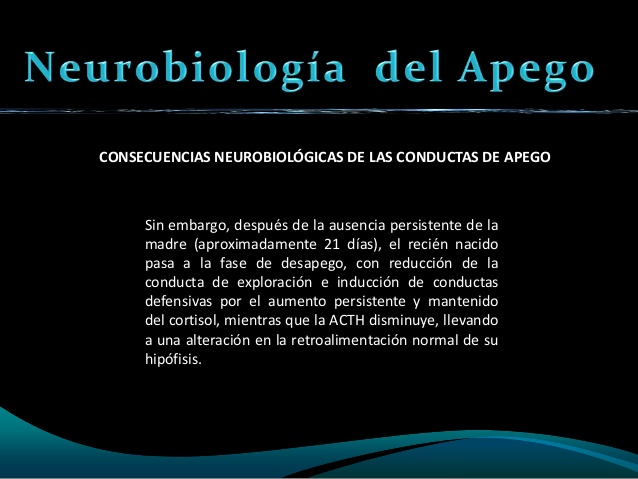 Neurobiología del Apego
CONSECUENCIAS NEUROBIOLÓGICAS DE LAS CONDUCTAS DE APEGO
Sin embargo, después de la ausencia persistente de la
madre (aproximadamente 21 días), el recién nacido
pasa a la fase de desapego, con reducción de la
conducta de exploración e inducción de conductas
defensivas por el aumento persistente y mantenido
del cortisol, mientras que la ACTH disminuye, llevando
a una alteración en la retroalimentación normal de su
hipófisis.